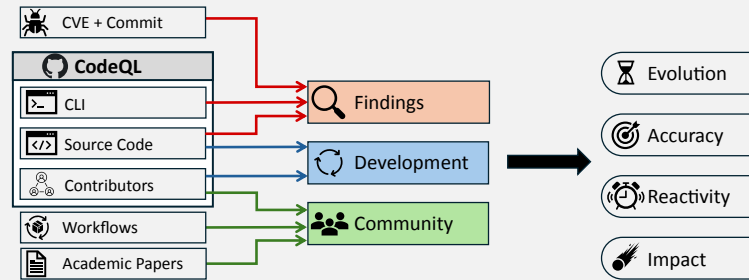 CVE + Commit
CodeQL
CLI
Source Code
Contributors
Workflows
Academic Papers
Findings
Development
Community
Evolution
Accuracy
Reactivity
Impact